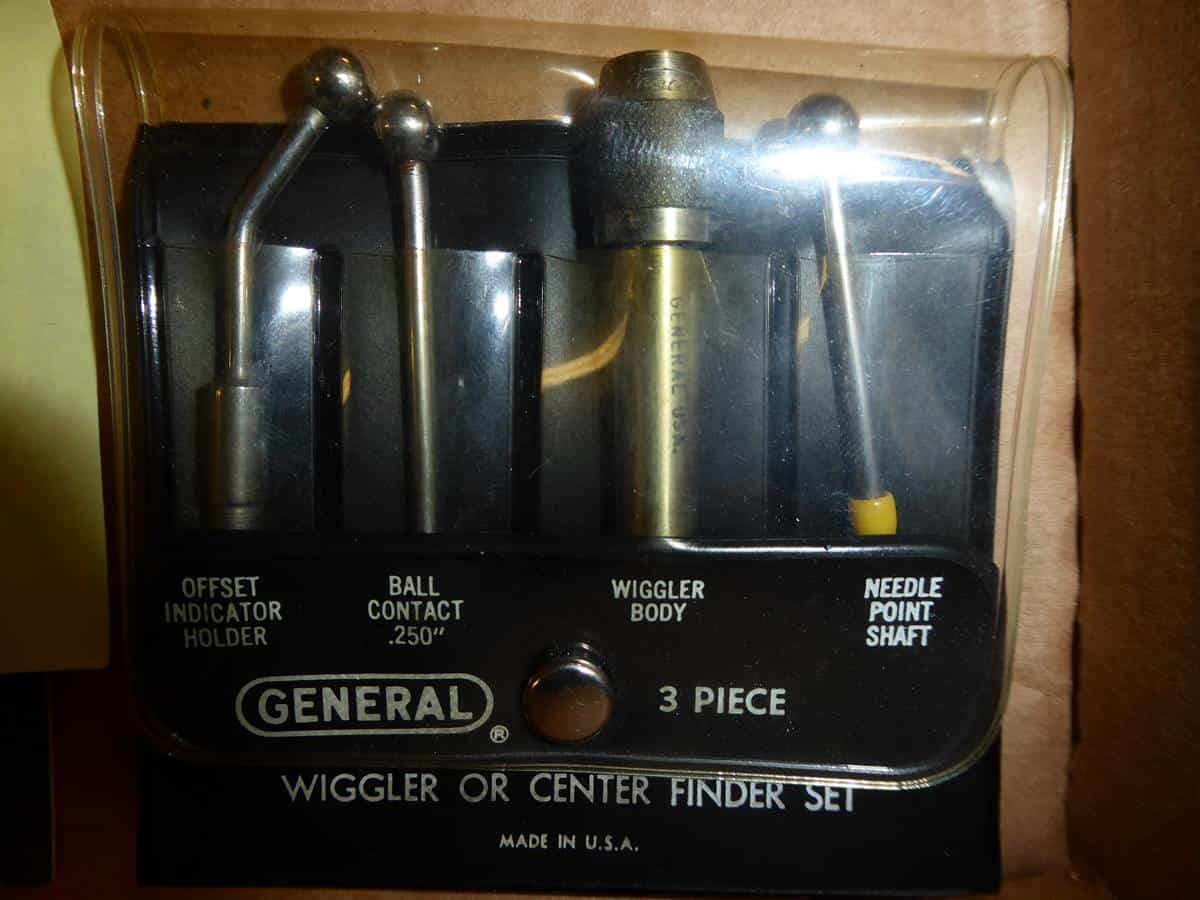 GENERAL USA.
OFFSET
INDICATOR
HOLDER
BALL
CONTACT
.250"
WIGGLER
BODY
NEEDLE
POINT
SHAFT
GENERAL®
3 PIECE
WIGGLER OR CENTER FINDER SET
MADE IN U.S.A.